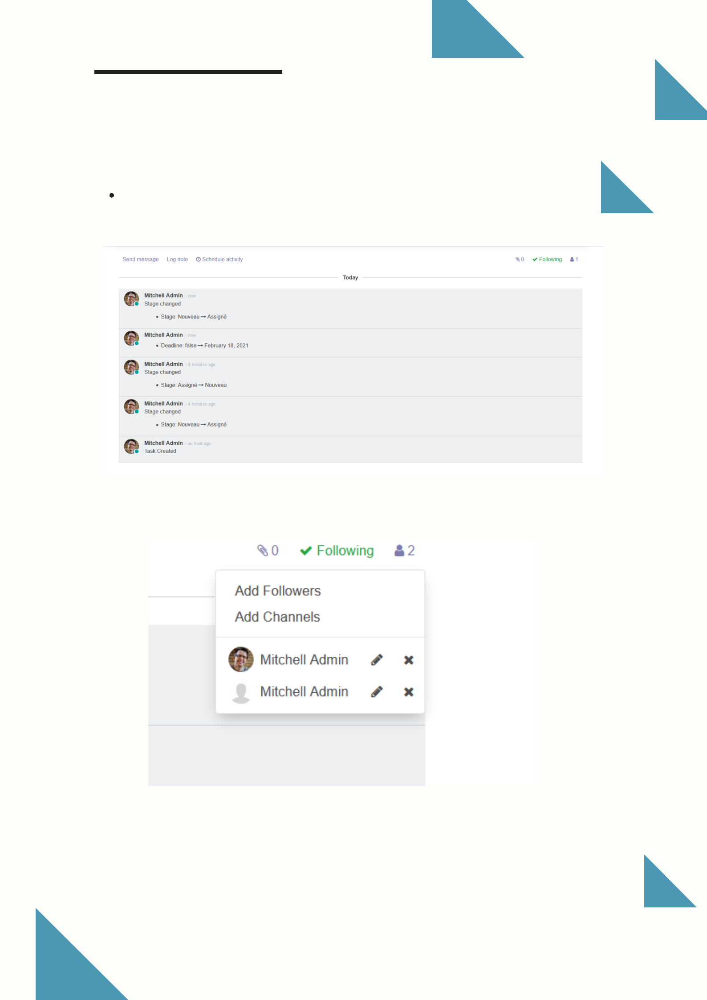 Send message Log note Schedule activity 0 Following 1
Today
Mitchell Admin - now
Stage changed
• Stage: Nouveau → Assigné
Mitchell Admin - now
• Deadline: false → February 18, 2021
Mitchell Admin - 4 minutes ago
Stage changed
• Stage: Assigné → Nouveau
Mitchell Admin - 4 minutes ago
Stage changed
• Stage: Nouveau → Assigné
Mitchell Admin - an hour ago
Task Created
0 Following 2
Add Followers
Add Channels
Mitchell Admin
Mitchell Admin